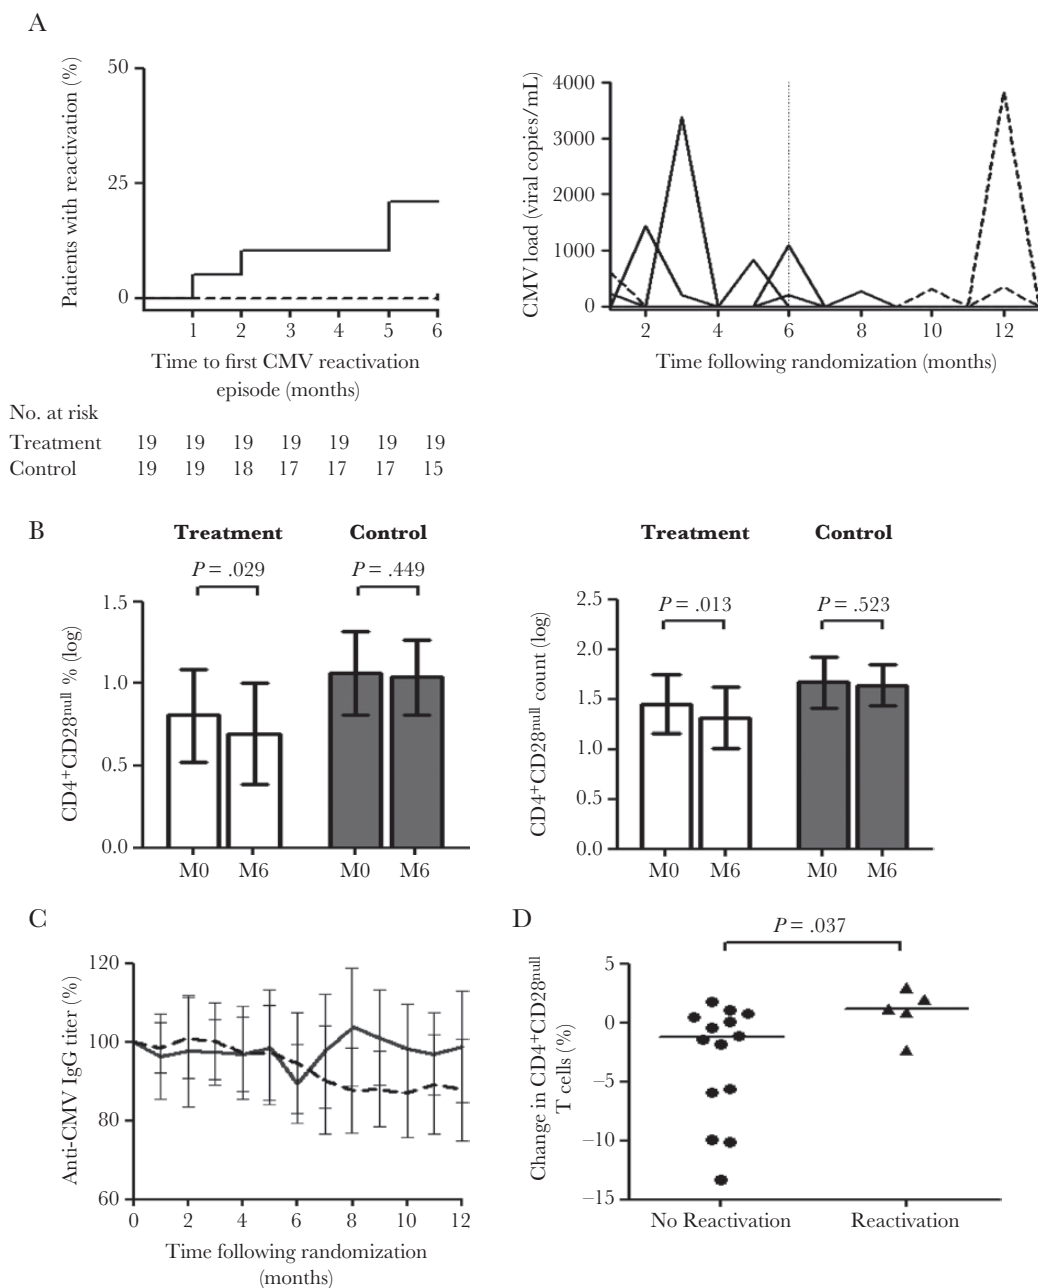 A
Patients with reactivation (%)
50
25
0
1 2 3 4 5 6
Time to first CMV reactivation
episode (months)
No. at risk
Treatment 19 19 19 19 19 19 19
Control 19 19 18 17 17 17 15
CMV load (viral copies/mL)
4000
3000
2000
1000
0
2 4 6 8 10 12
Time following randomization (months)
B
Treatment Control
P = .029 P = .449
CD4+CD28null % (log)
1.5
1.0
0.5
0.0
M0 M6 M0 M6
Treatment Control
P = .013 P = .523
CD4+CD28null count (log)
2.5
2.0
1.5
1.0
0.5
0.0
M0 M6 M0 M6
C
Anti-CMV IgG titer (%)
120
100
80
60
0 2 4 6 8 10 12
Time following randomization
(months)
D
P = .037
Change in CD4+CD28null
T cells (%)
5
0
−5
−10
−15
No Reactivation Reactivation